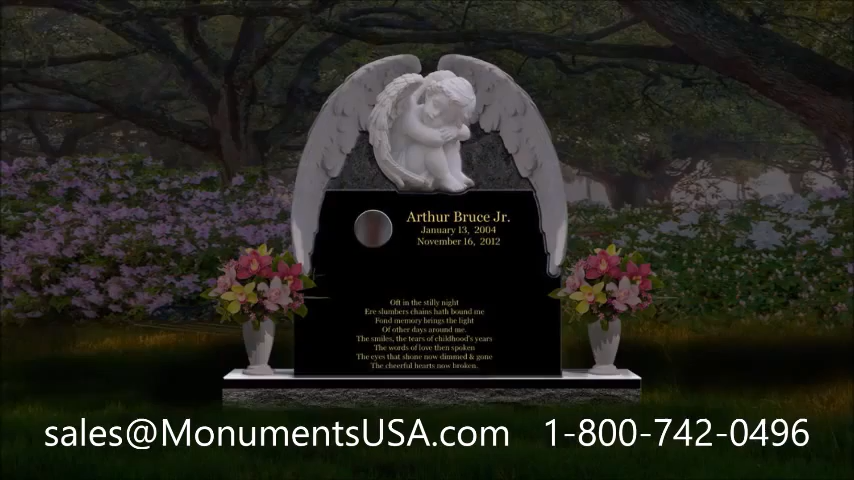 Arthur Bruce Jr.
January 13, 2004
November 16, 2012
Oft in the stilly night
Ere slumbers chains hath bound me
Fond memory brings the light
Of other days around me.
The smiles, the tears of childhood's years
The words of love then spoken
The eyes that shone now dimmed & gone
The cheerful hearts now broken.
sales@MonumentsUSA.com 1-800-742-0496